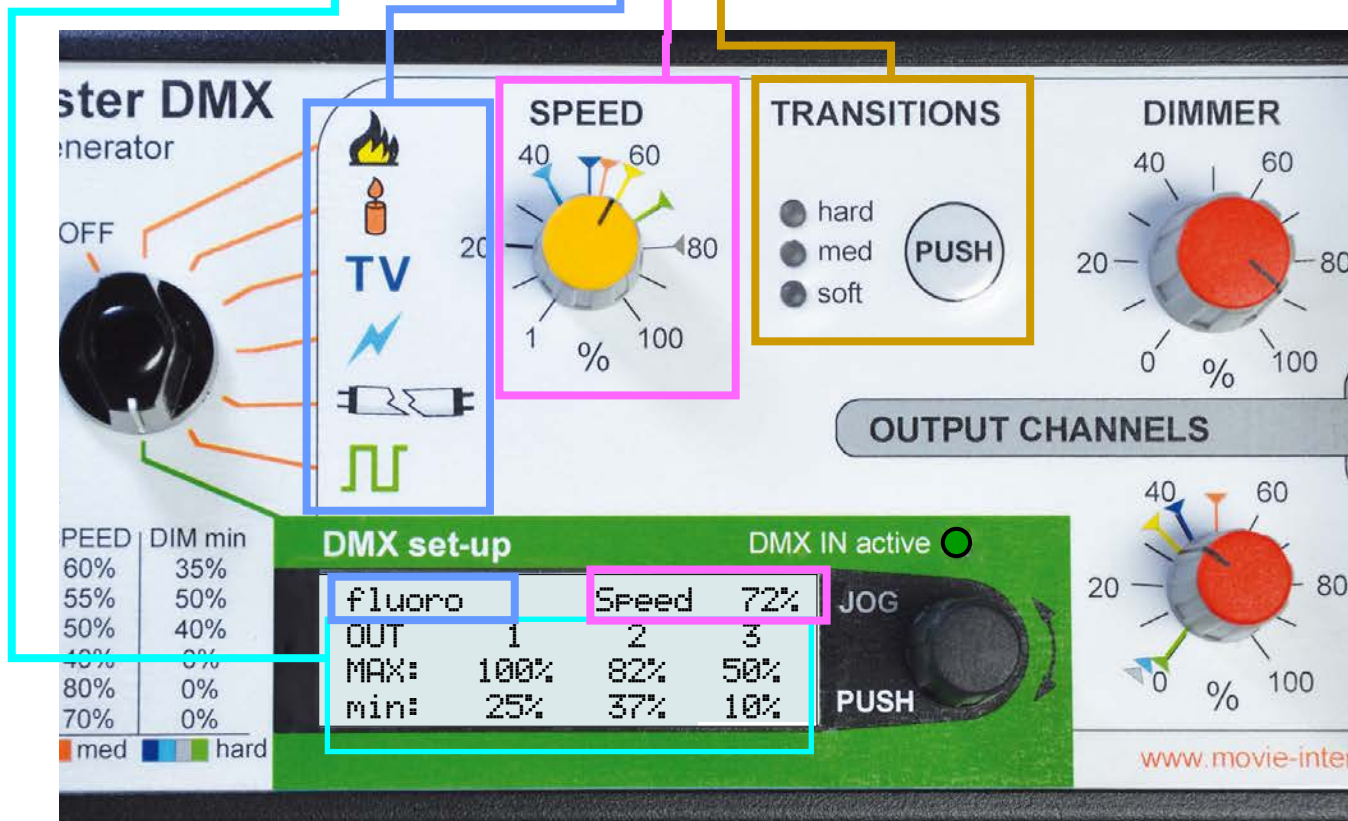 ster DMX
enerator
OFF
TV
SPEED
40 60
20 80
1 % 100
TRANSITIONS
hard
med
soft
PUSH
DIMMER
40 60
20 80
0 % 100
OUTPUT CHANNELS
40 60
20 80
0 % 100
PEED DIM min
60% 35%
55% 50%
50% 40%
40% 0%
80% 0%
70% 0%
med hard
DMX set-up
DMX IN active
fluoro Speed 72%
OUT 1 2 3
MAX: 100% 82% 50%
min: 25% 37% 10%
JOG
PUSH
www.movie-inter